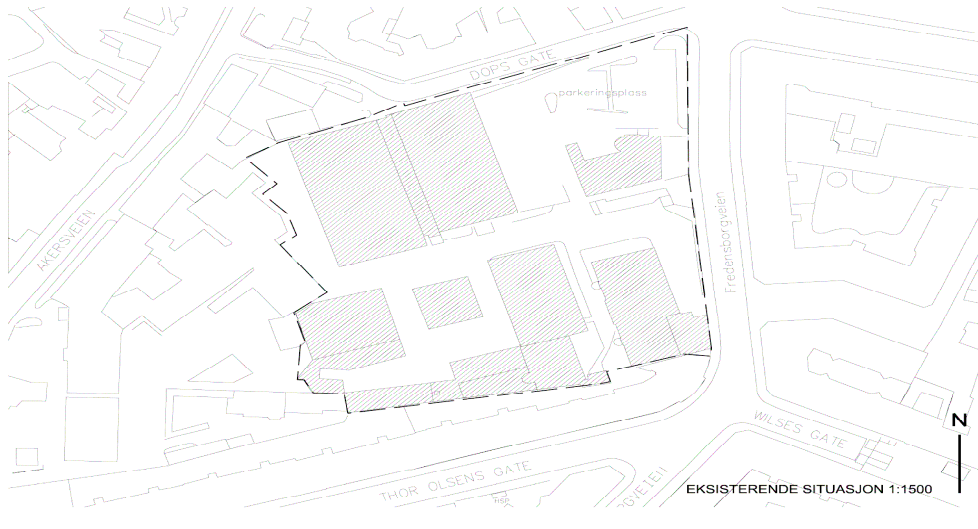 DOPS GATE
parkeringsplass
AKERSVEIEN
Fredensborgveien
WILSES GATE
N
THOR OLSENS GATE
EKSISTERENDE SITUASJON 1:1500